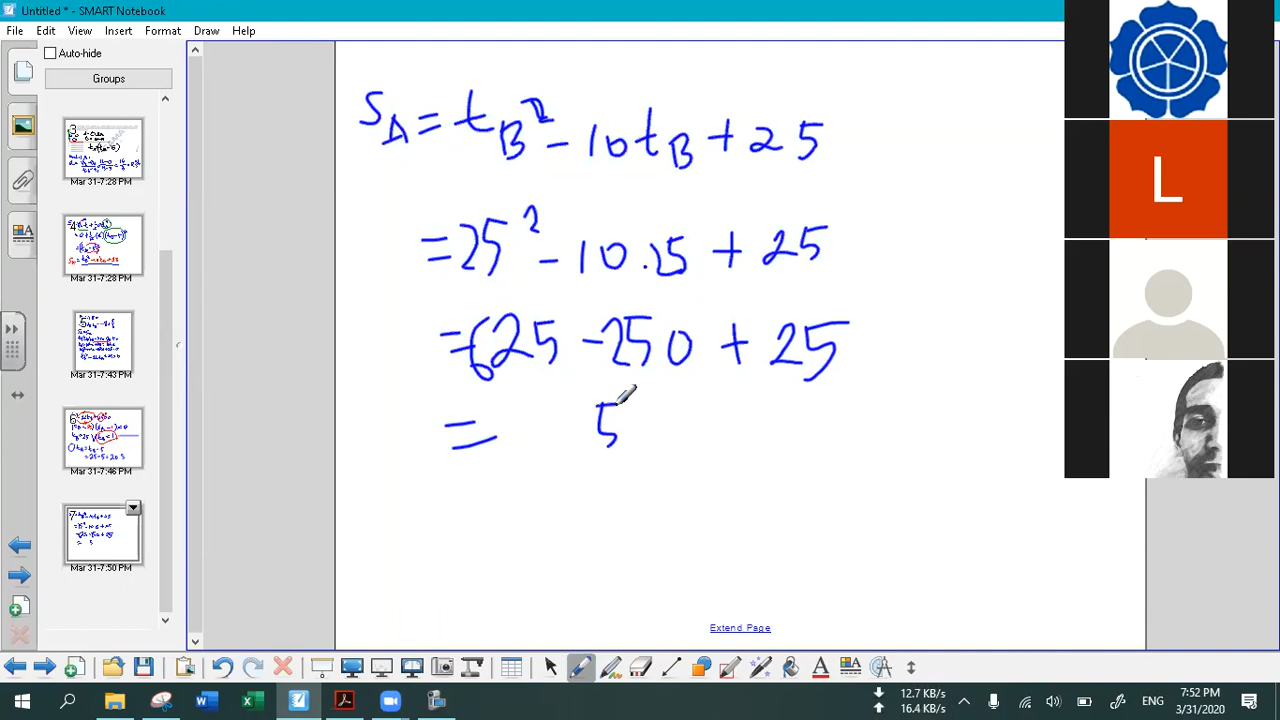 Untitled * - SMART Notebook
File Edit View Insert Format Draw Help
Auto-hide
Groups
Mar 31-7:28 PM
Mar 31-7:28 PM
Mar 31-7:43 PM
Mar 31-7:46 PM
Mar 31-7:50 PM
S_A = t_B² - 10t_B + 25
= 25² - 10.25 + 25
= 625 - 250 + 25
= 5
L
Extend Page
12.7 KB/s
16.4 KB/s
ENG
7:52 PM
3/31/2020